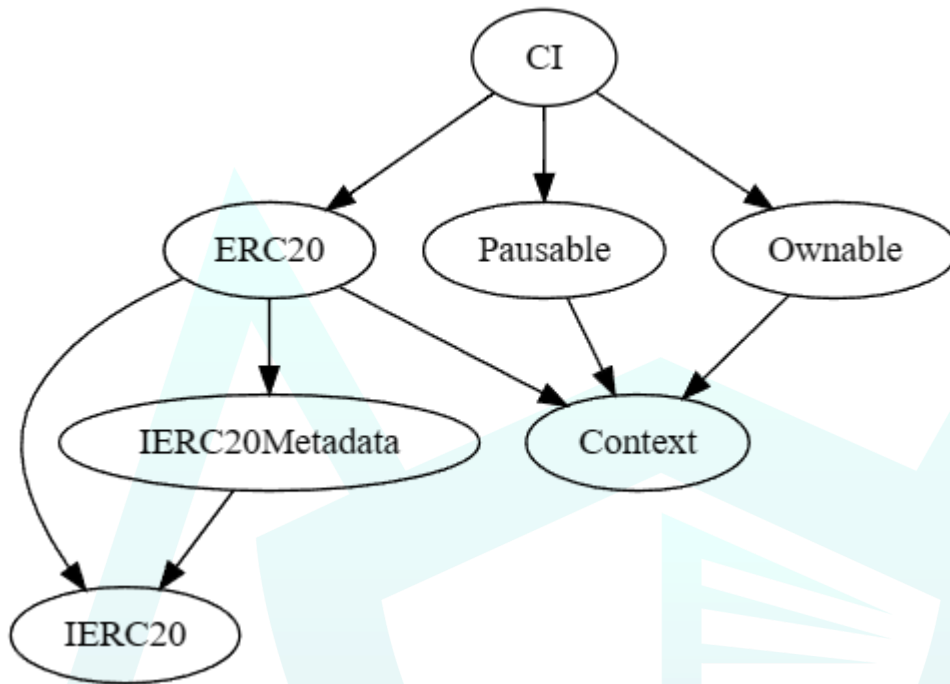 CI
ERC20
Pausable
Ownable
IERC20Metadata
Context
IERC20